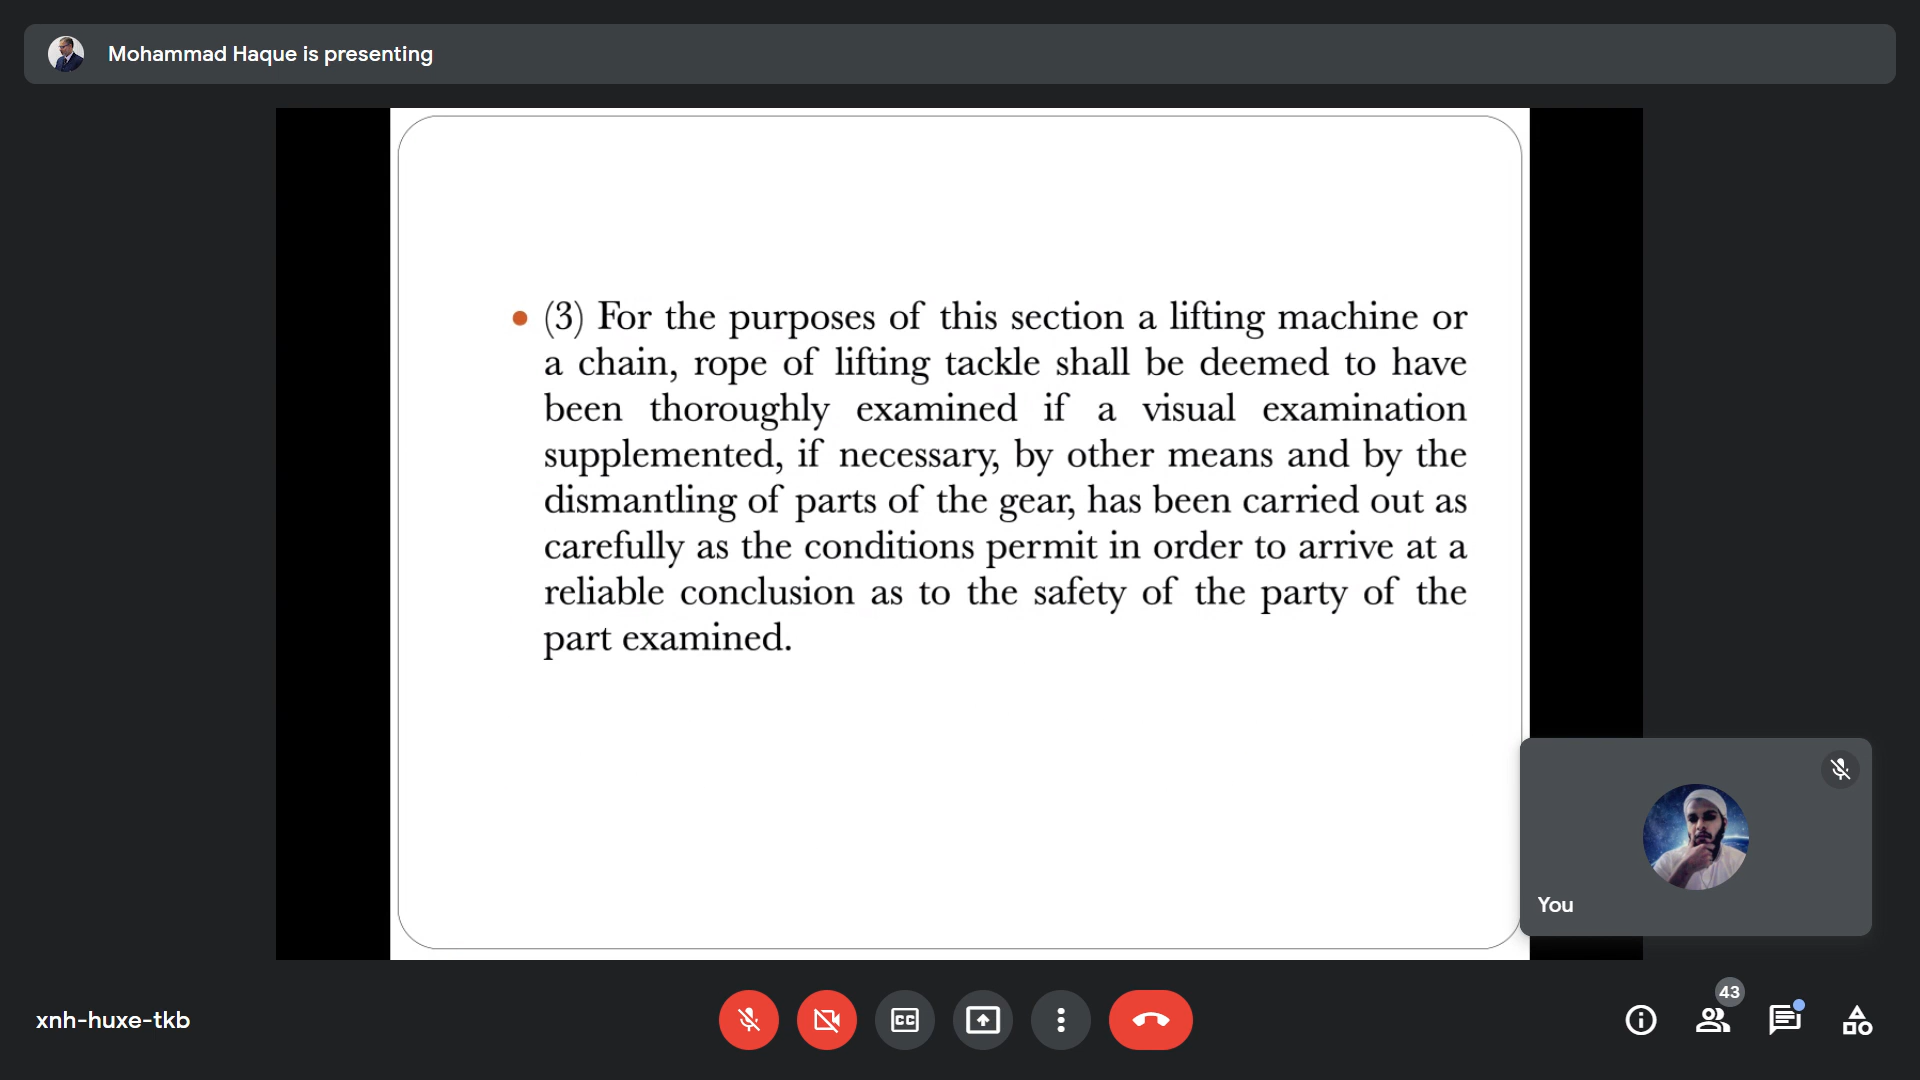 Mohammad Haque is presenting
• (3) For the purposes of this section a lifting machine or
a chain, rope of lifting tackle shall be deemed to have
been thoroughly examined if a visual examination
supplemented, if necessary, by other means and by the
dismantling of parts of the gear, has been carried out as
carefully as the conditions permit in order to arrive at a
reliable conclusion as to the safety of the party of the
part examined.
You
xnh-huxe-tkb
CC
43